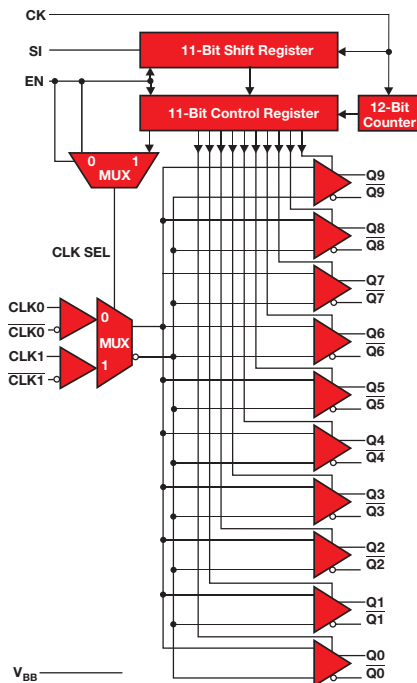 CK
SI
11-Bit Shift Register
EN
11-Bit Control Register
12-Bit
Counter
0 1
MUX
CLK SEL
CLK0
CLK0
CLK1
CLK1
0
MUX
1
Q9
Q9
Q8
Q8
Q7
Q7
Q6
Q6
Q5
Q5
Q4
Q4
Q3
Q3
Q2
Q2
Q1
Q1
Q0
Q0
VBB